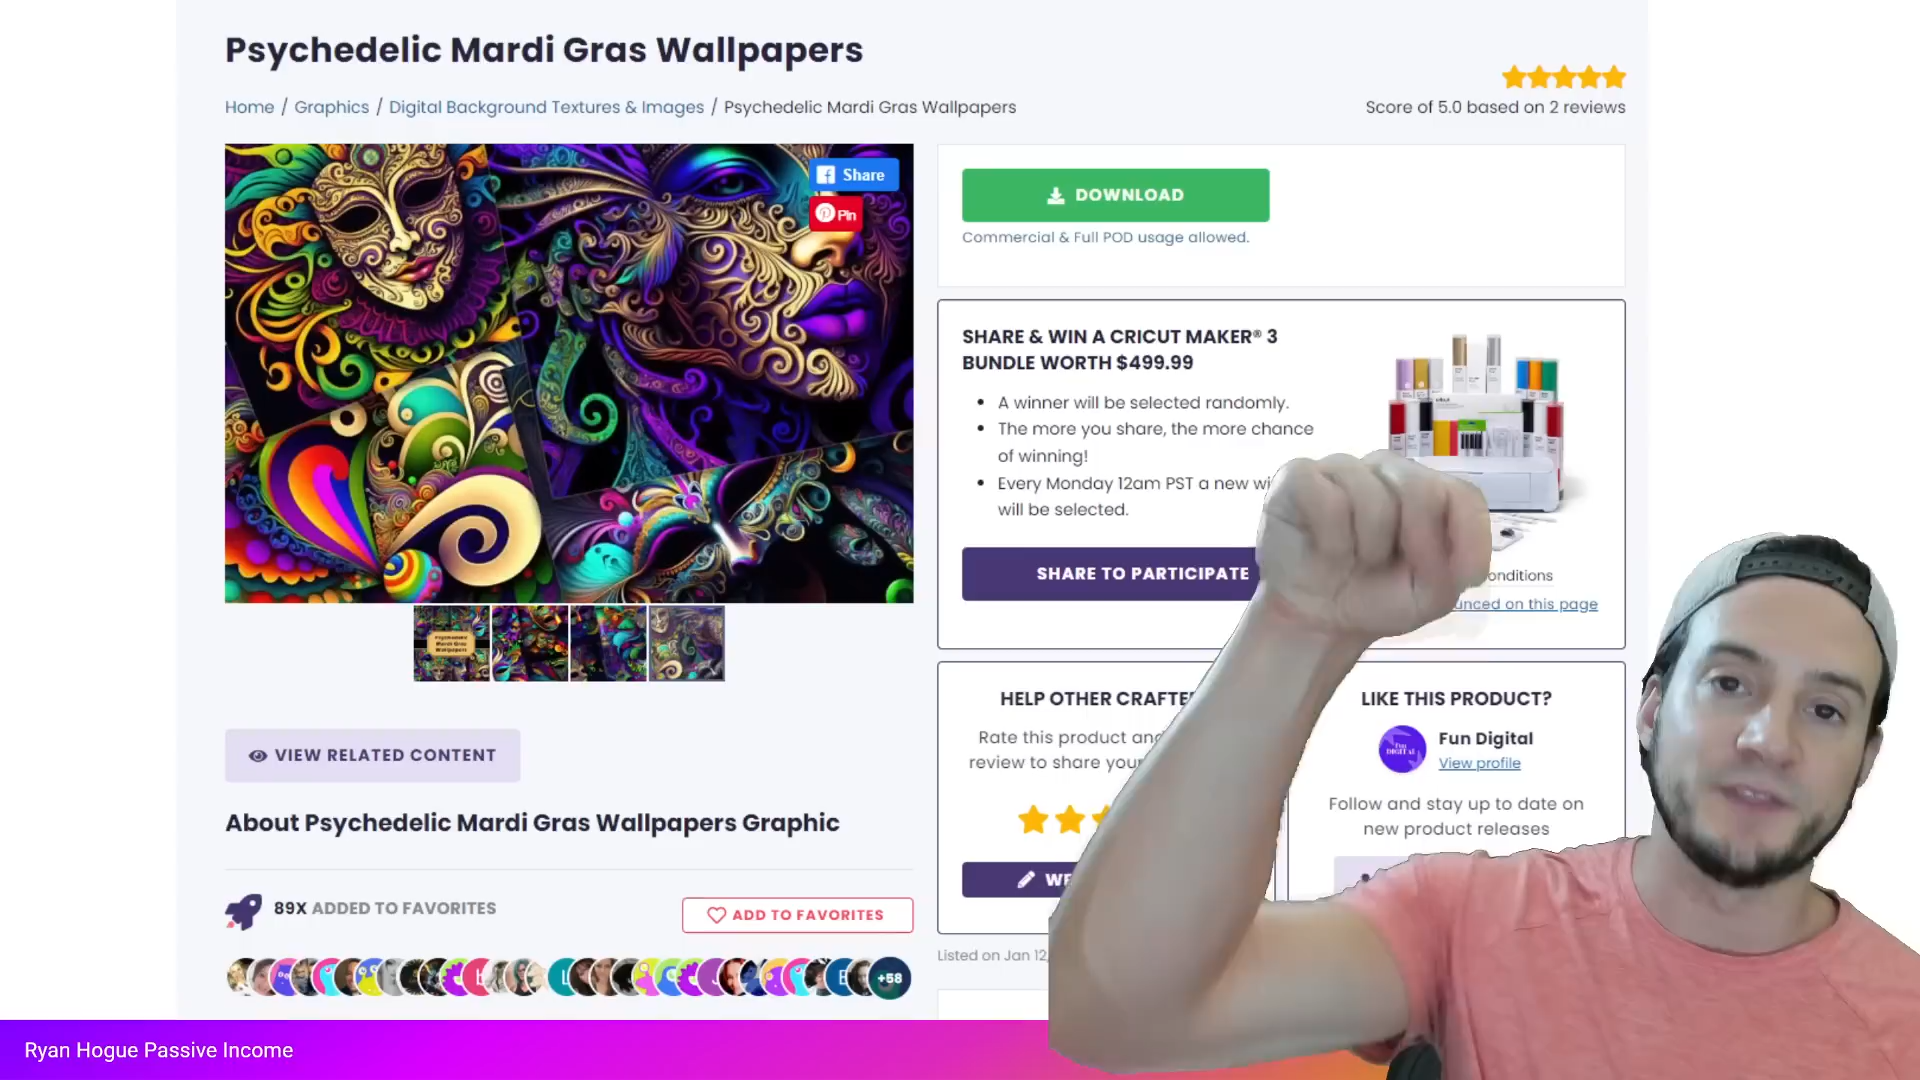 Psychedelic Mardi Gras Wallpapers
Home / Graphics / Digital Background Textures & Images / Psychedelic Mardi Gras Wallpapers
Score of 5.0 based on 2 reviews
Share
Pin
DOWNLOAD
Commercial & Full POD usage allowed.
SHARE & WIN A CRICUT MAKER® 3
BUNDLE WORTH $499.99
A winner will be selected randomly.
The more you share, the more chance
of winning!
Every Monday 12am PST a new
will be selected.
SHARE TO PARTICIPATE
on this page
Psychedelic
Mardi Gras
Wallpapers
VIEW RELATED CONTENT
About Psychedelic Mardi Gras Wallpapers Graphic
89X ADDED TO FAVORITES
ADD TO FAVORITES
+58
HELP OTHER
Rate this product
review to share
LIKE THIS PRODUCT?
Fun Digital
View profile
Follow and stay up to date on
new product releases
Listed on Jan 12,
Ryan Hogue Passive Income